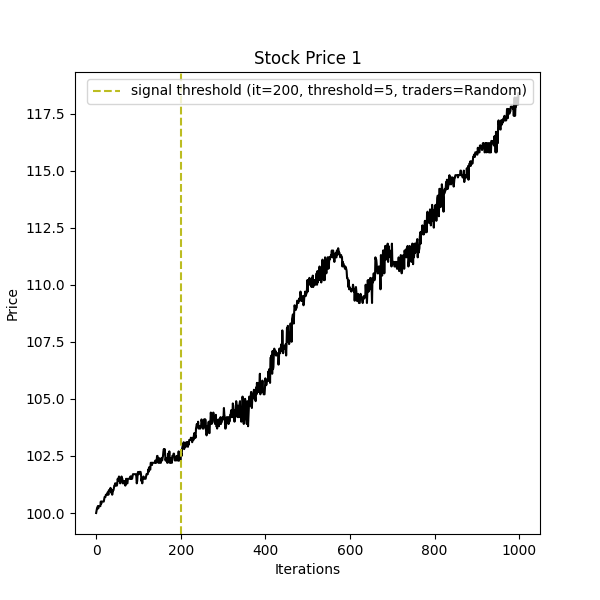 Stock Price 1
signal threshold (it=200, threshold=5, traders=Random)
117.5
115.0
112.5
110.0
107.5
105.0
102.5
100.0
Price
0 200 400 600 800 1000
Iterations